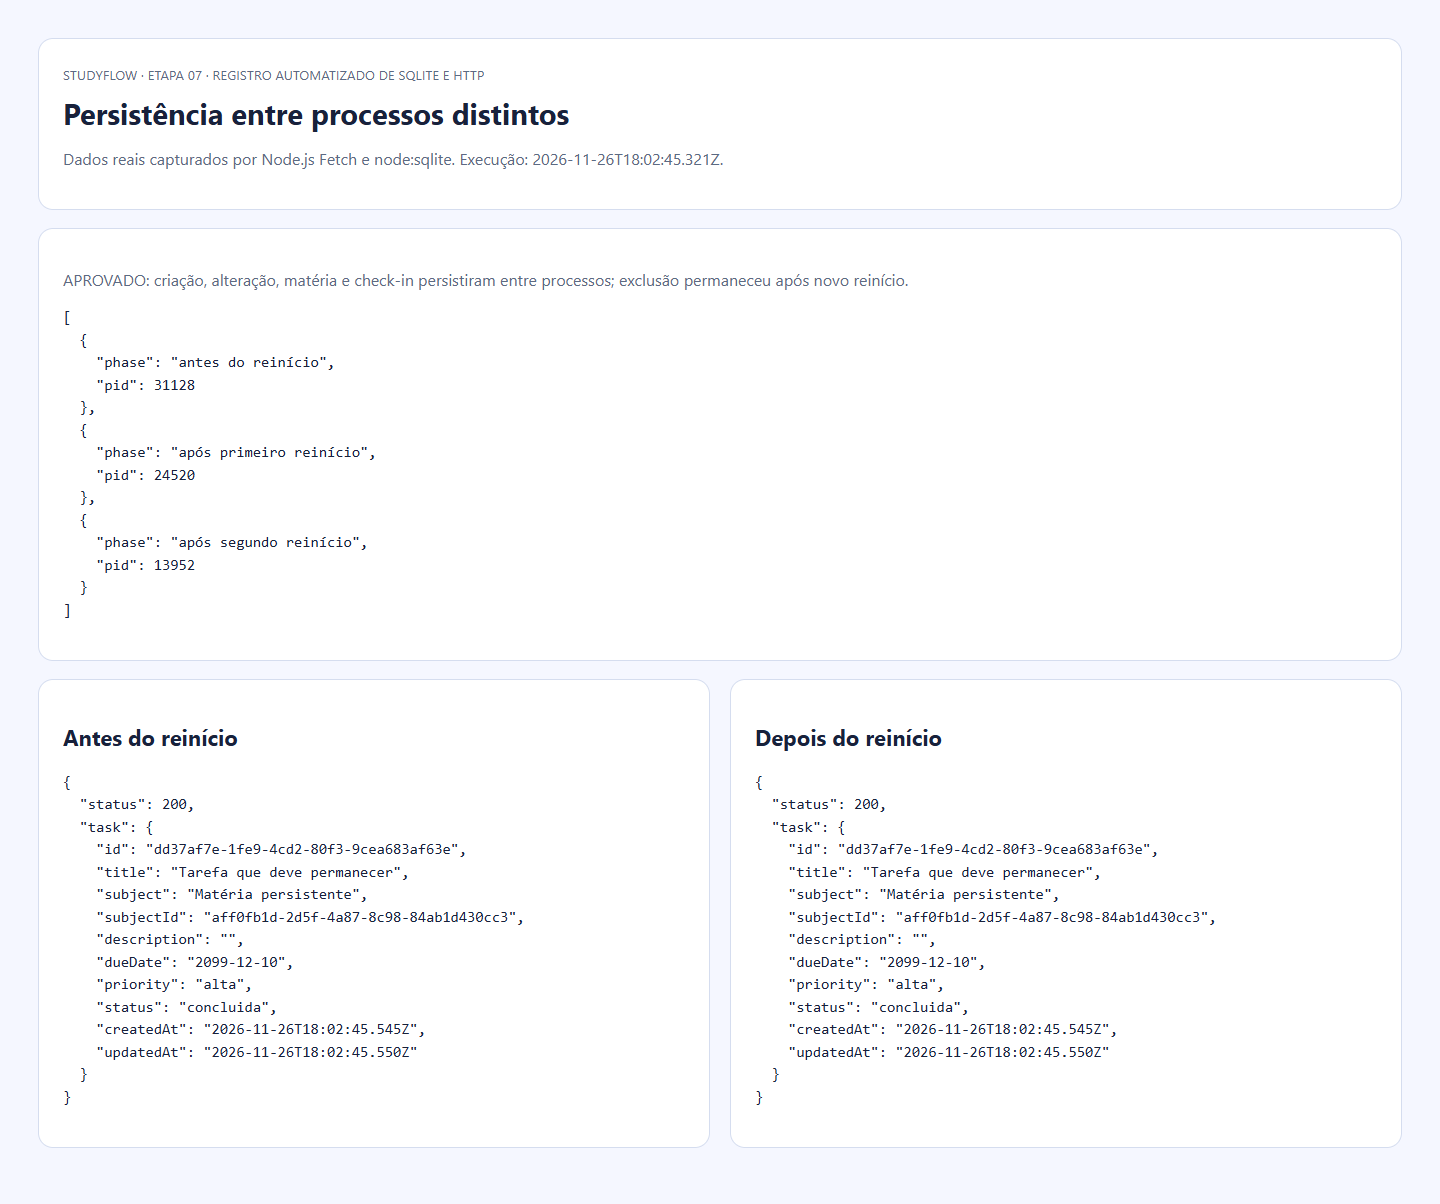 STUDYFLOW · ETAPA 07 · REGISTRO AUTOMATIZADO DE SQLITE E HTTP
Persistência entre processos distintos
Dados reais capturados por Node.js Fetch e node:sqlite. Execução: 2026-11-26T18:02:45.321Z.
APROVADO: criação, alteração, matéria e check-in persistiram entre processos; exclusão permaneceu após novo reinício.
[
  {
    "phase": "antes do reinício",
    "pid": 31128
  },
  {
    "phase": "após primeiro reinício",
    "pid": 24520
  },
  {
    "phase": "após segundo reinício",
    "pid": 13952
  }
]
Antes do reinício
{
  "status": 200,
  "task": {
    "id": "dd37af7e-1fe9-4cd2-80f3-9cea683af63e",
    "title": "Tarefa que deve permanecer",
    "subject": "Matéria persistente",
    "subjectId": "aff0fb1d-2d5f-4a87-8c98-84ab1d430cc3",
    "description": "",
    "dueDate": "2099-12-10",
    "priority": "alta",
    "status": "concluida",
    "createdAt": "2026-11-26T18:02:45.545Z",
    "updatedAt": "2026-11-26T18:02:45.550Z"
  }
}
Depois do reinício
{
  "status": 200,
  "task": {
    "id": "dd37af7e-1fe9-4cd2-80f3-9cea683af63e",
    "title": "Tarefa que deve permanecer",
    "subject": "Matéria persistente",
    "subjectId": "aff0fb1d-2d5f-4a87-8c98-84ab1d430cc3",
    "description": "",
    "dueDate": "2099-12-10",
    "priority": "alta",
    "status": "concluida",
    "createdAt": "2026-11-26T18:02:45.545Z",
    "updatedAt": "2026-11-26T18:02:45.550Z"
  }
}